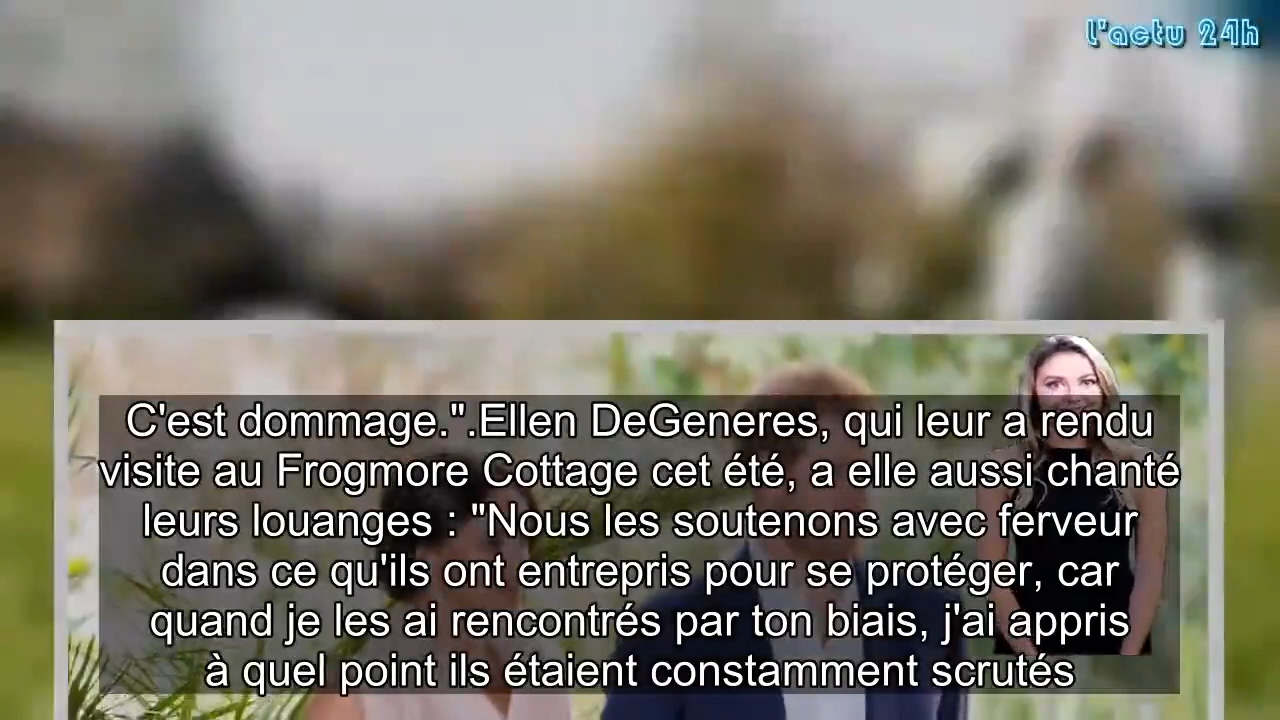 l'actu 24h
C'est dommage.".Ellen DeGeneres, qui leur a rendu
visite au Frogmore Cottage cet été, a elle aussi chanté
leurs louanges : "Nous les soutenons avec ferveur
dans ce qu'ils ont entrepris pour se protéger, car
quand je les ai rencontrés par ton biais, j'ai appris
à quel point ils étaient constamment scrutés